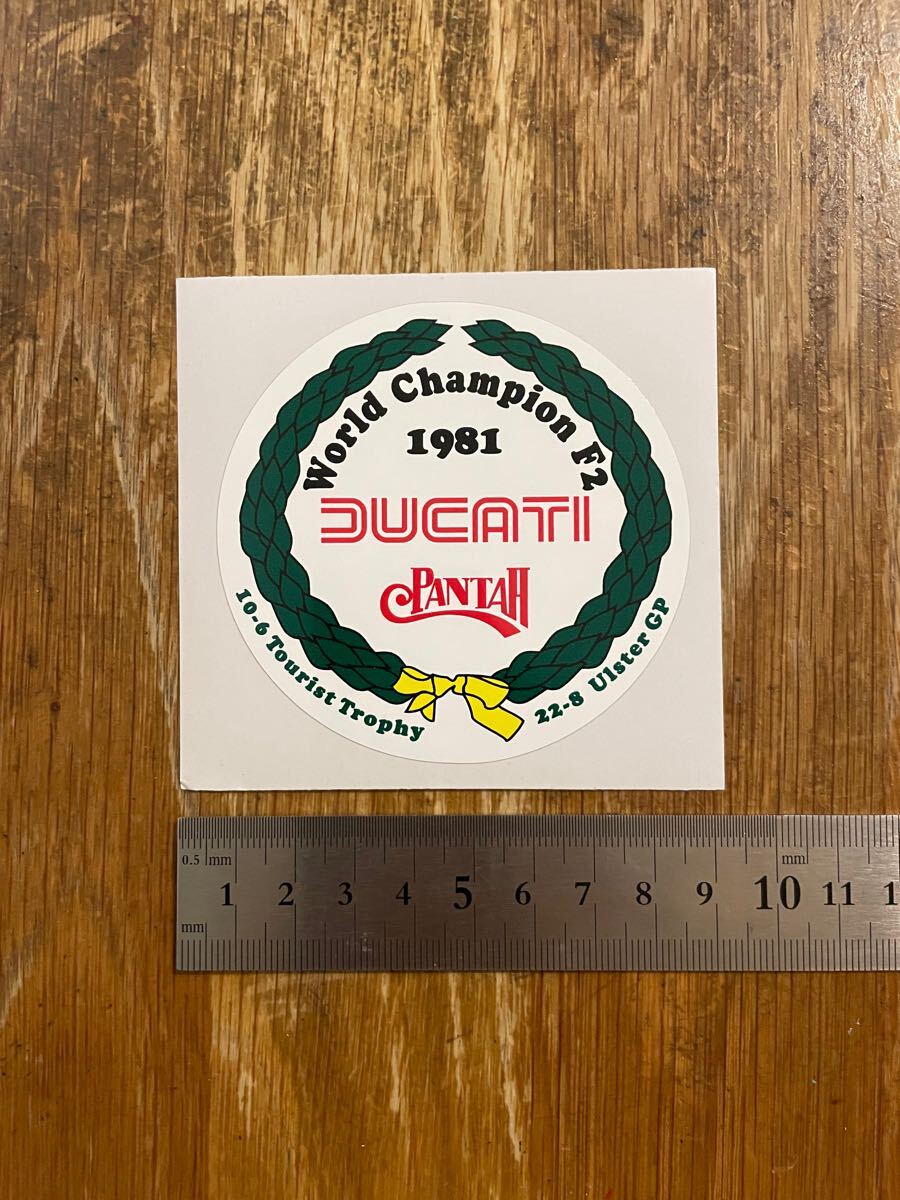 World Champion F2
1981
DUCATI
PANTAH
10-6 Tourist Trophy
22-8 Ulster GP
0.5 mm
mm
1 2 3 4 5 6 7 8 9 10 11 1
mm